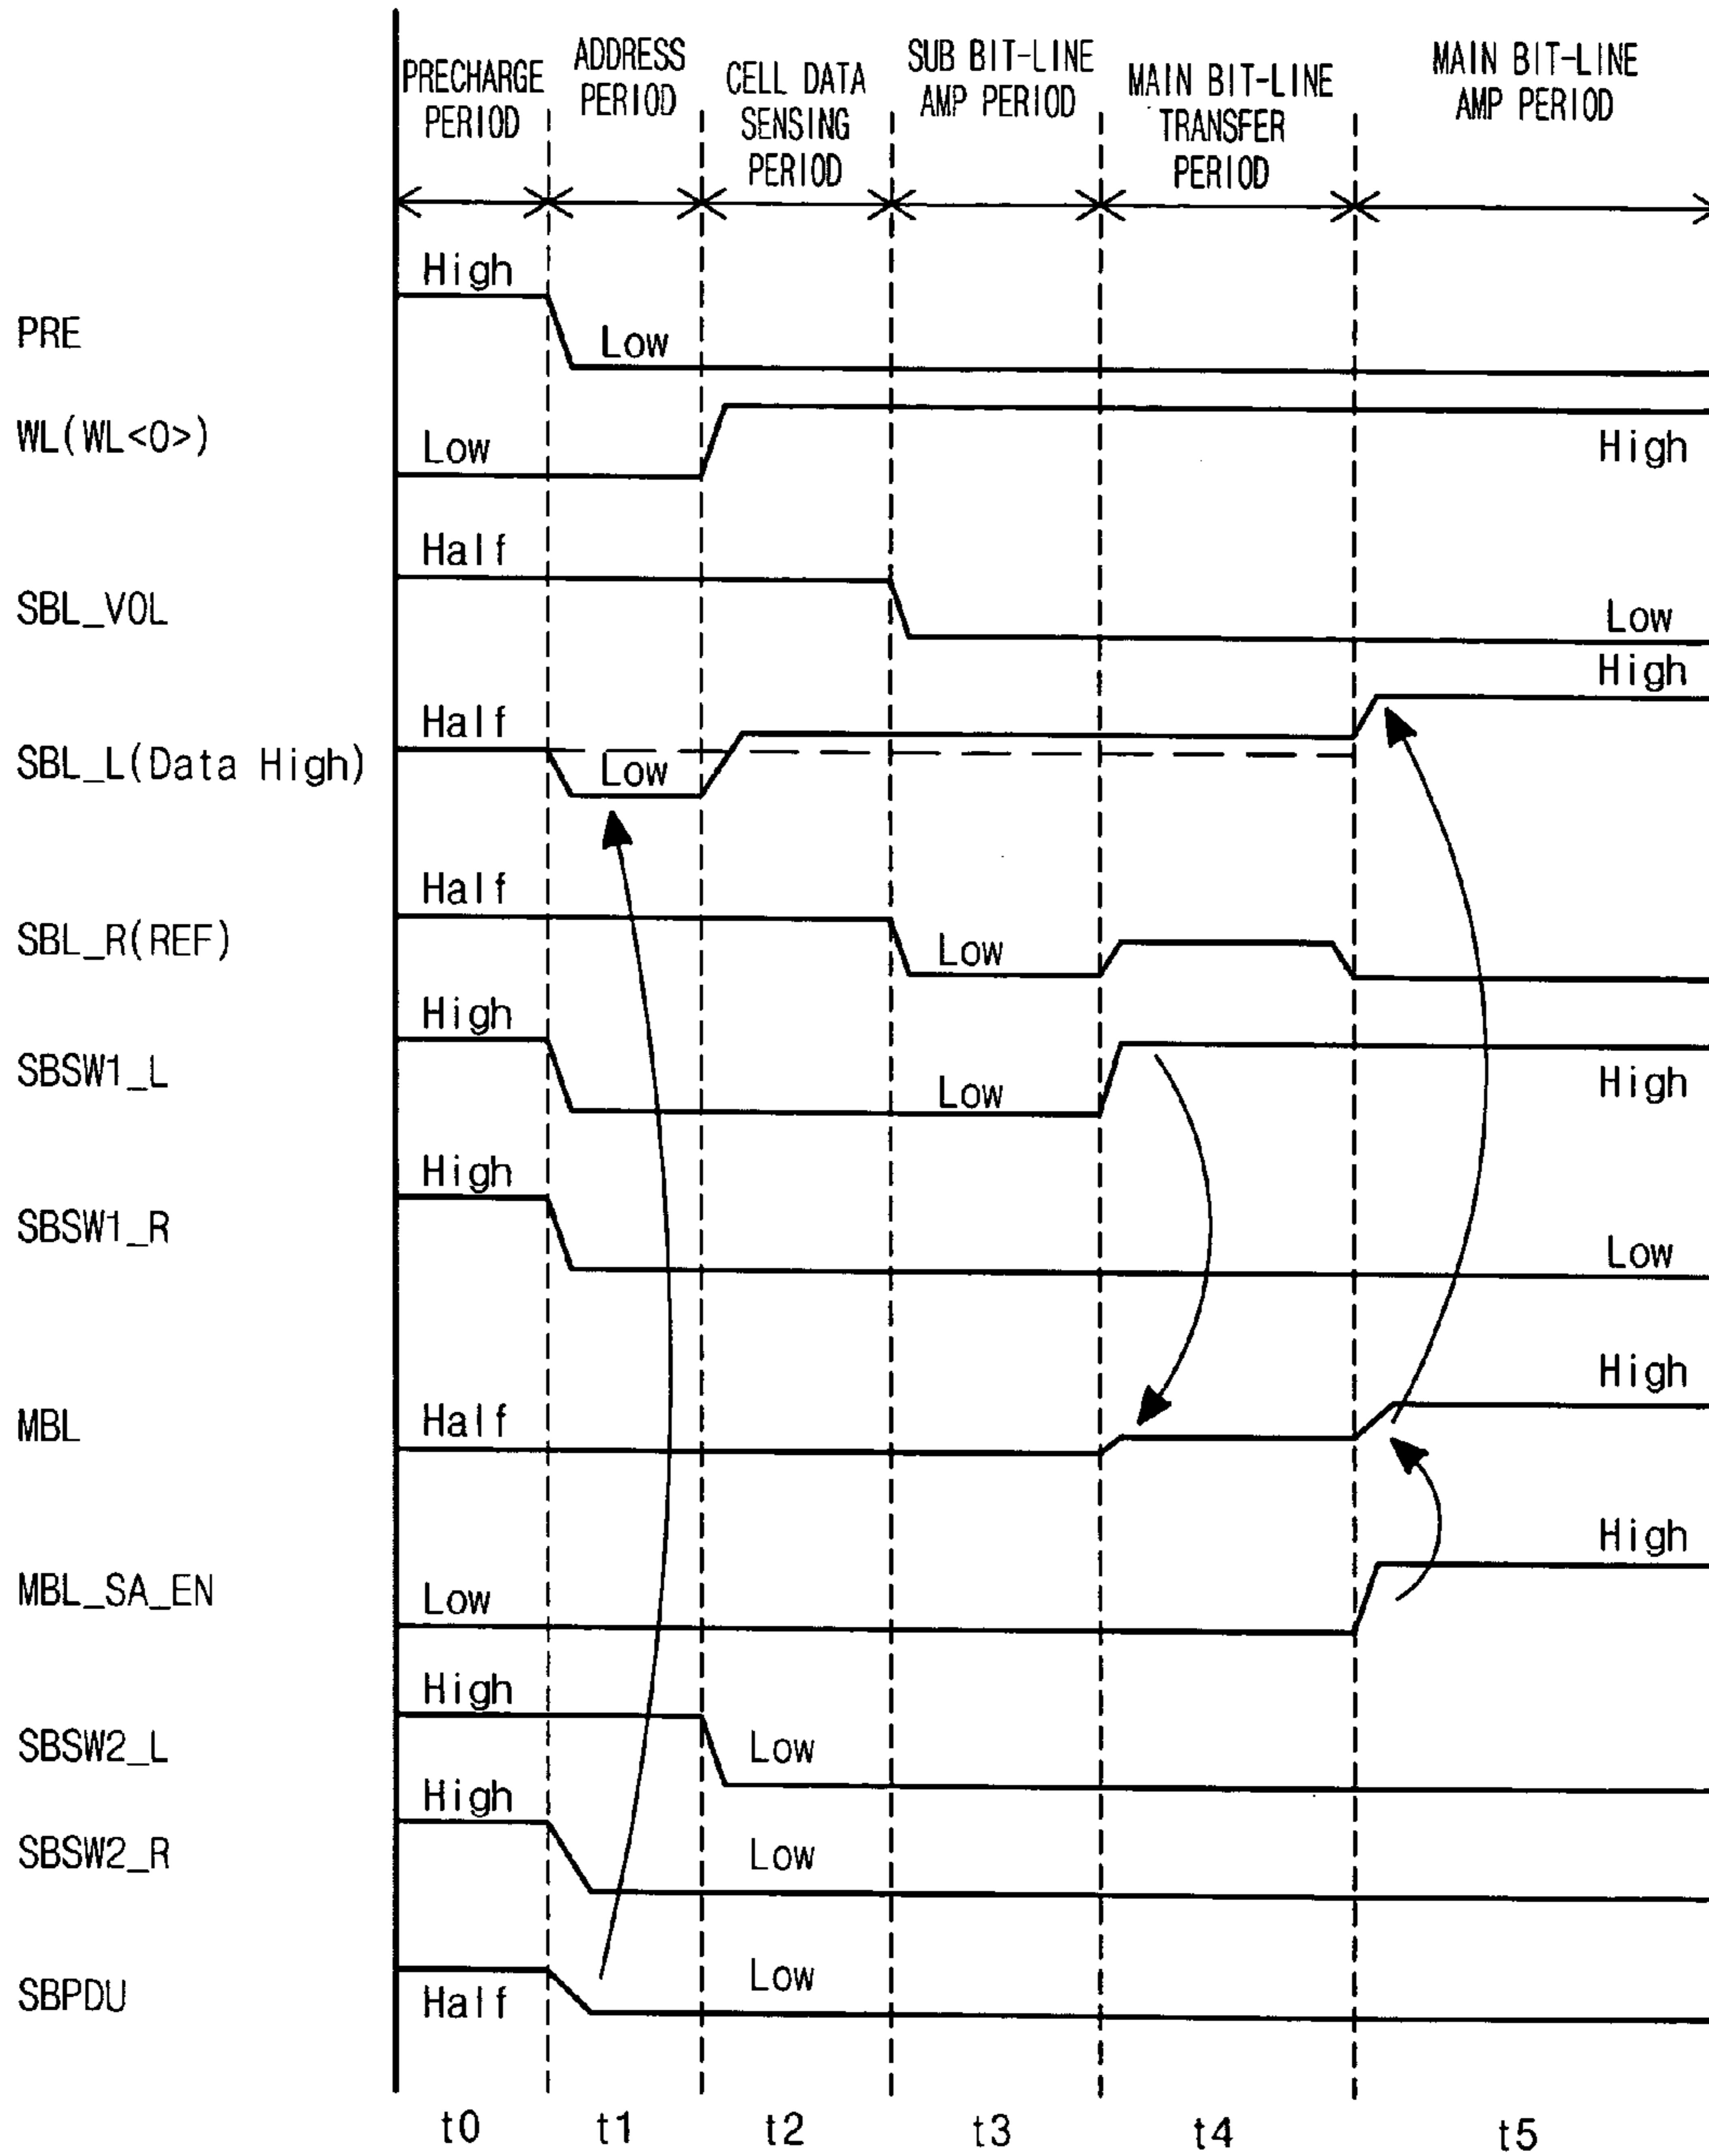 PRECHARGE
PERIOD
ADDRESS
PERIOD
CELL DATA
SENSING
PERIOD
SUB BIT-LINE
AMP PERIOD
MAIN BIT-LINE
TRANSFER
PERIOD
MAIN BIT-LINE
AMP PERIOD
PRE
High
Low
WL(WL<0>)
Low
High
SBL_VOL
Half
Low
SBL_L(Data High)
Half
Low
High
SBL_R(REF)
Half
Low
SBSW1_L
High
Low
High
SBSW1_R
High
Low
MBL
Half
High
MBL_SA_EN
Low
High
SBSW2_L
High
Low
SBSW2_R
High
Low
SBPDU
Half
Low
t0 t1 t2 t3 t4 t5